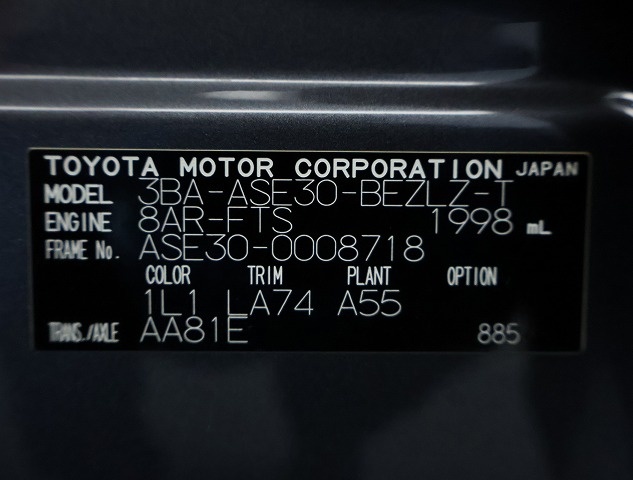 TOYOTA MOTOR CORPORATION JAPAN
MODEL 3BA-ASE30-BEZLZ-T
ENGINE 8AR-FTS 1998 mL
FRAME No. ASE30-0008718
COLOR TRIM PLANT OPTION
1L1 LA74 A55
TRANS./AXLE AA81E 885